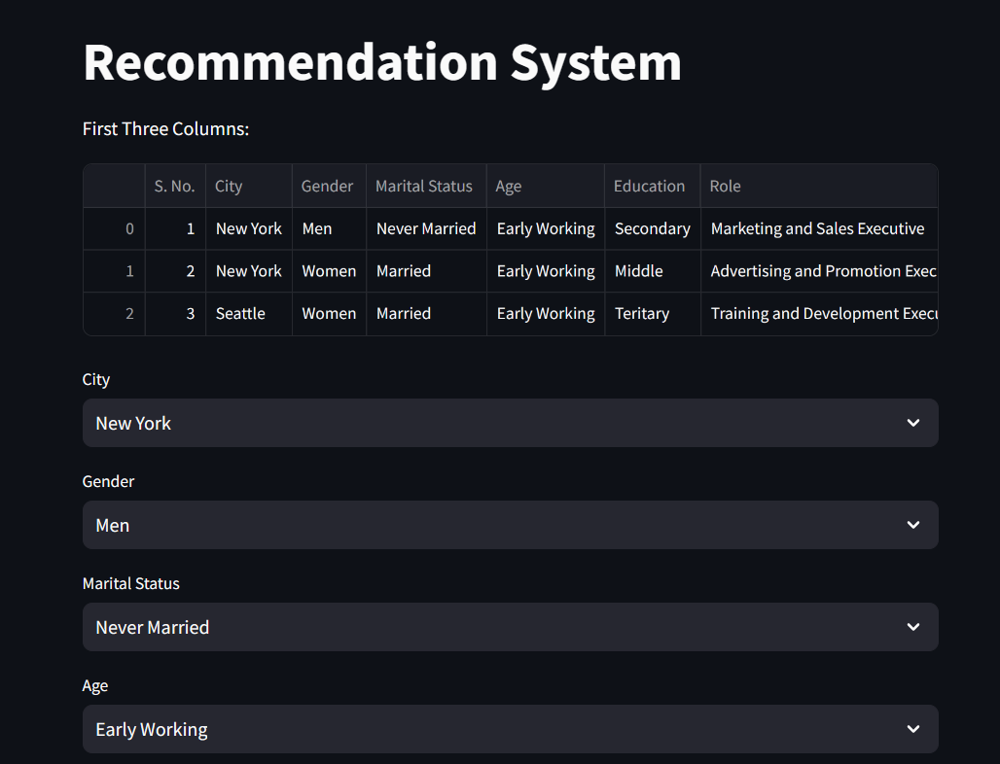 Recommendation System
First Three Columns:
S. No. City Gender Marital Status Age Education Role
0 1 New York Men Never Married Early Working Secondary Marketing and Sales Executive
1 2 New York Women Married Early Working Middle Advertising and Promotion Exec
2 3 Seattle Women Married Early Working Teritary Training and Development Execu
City
New York
Gender
Men
Marital Status
Never Married
Age
Early Working